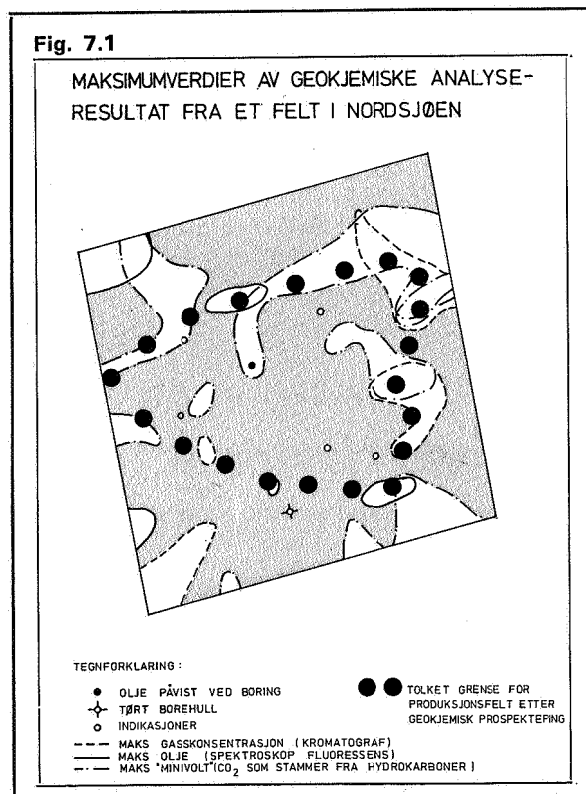 Fig. 7.1
MAKSIMUMVERDIER AV GEOKJEMISKE ANALYSE-
RESULTAT FRA ET FELT I NORDSJØEN
TEGNFORKLARING :
OLJE PÅVIST VED BORING
TØRT BOREHULL
INDIKASJONER
MAKS GASSKONSENTRASJON ( KROMATOGRAF )
MAKS OLJE ( SPEKTROSKOP FLUORESSENS )
MAKS "MINIVOLT" (CO2 SOM STAMMER FRA HYDROKARBONER )
TOLKET GRENSE FOR
PRODUKSJONSFELT ETTER
GEOKJEMISK PROSPEKTERING